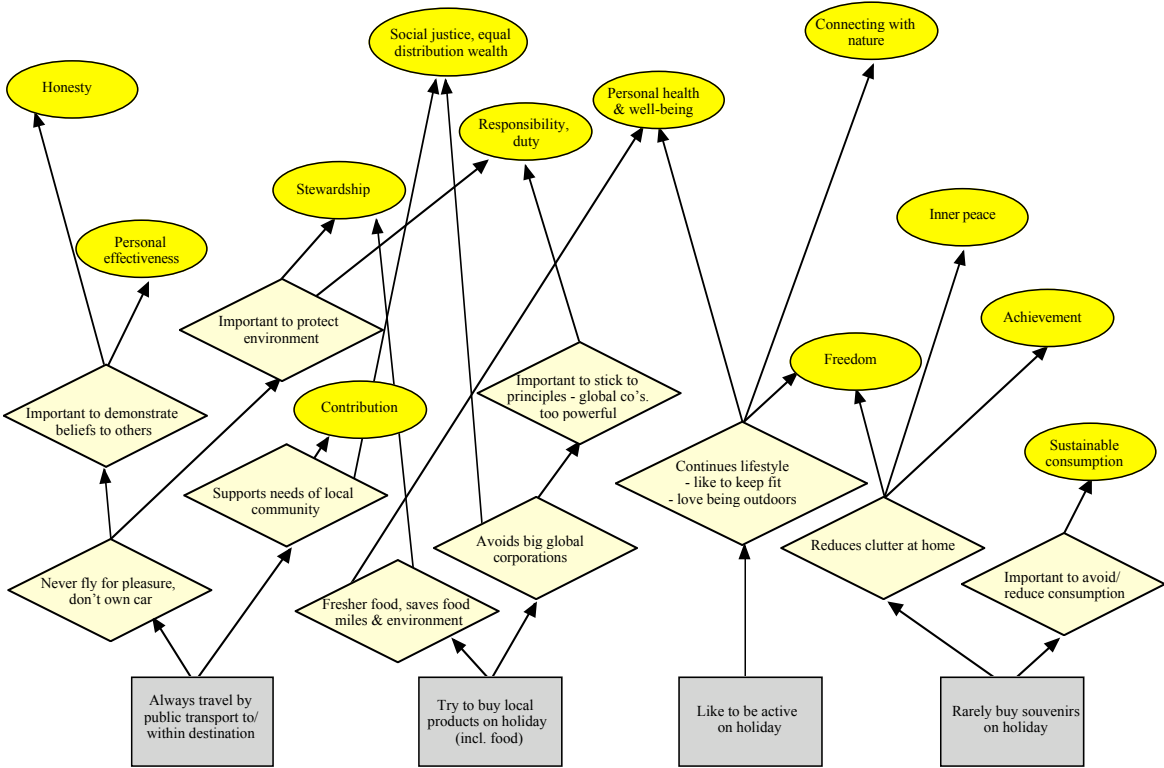 Connecting with
nature
Social justice, equal
distribution wealth
Honesty
Personal health
& well-being
Responsibility,
duty
Stewardship
Inner peace
Personal
effectiveness
Important to protect
environment
Achievement
Freedom
Important to stick to
principles - global co’s.
too powerful
Important to demonstrate
beliefs to others
Contribution
Sustainable
consumption
Continues lifestyle
- like to keep fit
- love being outdoors
Supports needs of local
community
Avoids big global
corporations
Reduces clutter at home
Never fly for pleasure,
don’t own car
Fresher food, saves food
miles & environment
Important to avoid/
reduce consumption
Always travel by
public transport to/
within destination
Try to buy local
products on holiday
(incl. food)
Like to be active
on holiday
Rarely buy souvenirs
on holiday